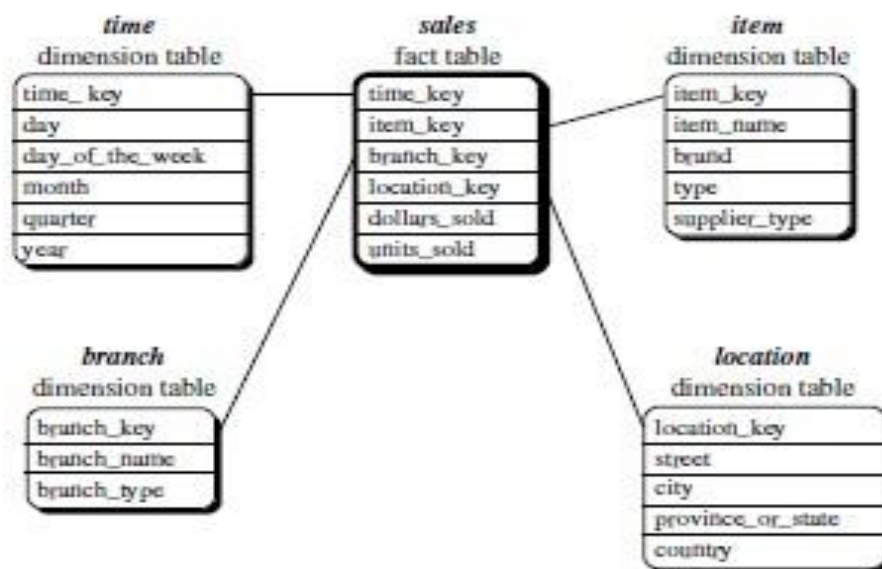 time
dimension table
time_ key
day
day_of_the_week
month
quarter
year
sales
fact table
time_key
item_key
branch_key
location_key
dollars_sold
units_sold
item
dimension table
item_key
item_name
brand
type
supplier_type
branch
dimension table
branch_key
branch_name
branch_type
location
dimension table
location_key
street
city
province_or_state
country